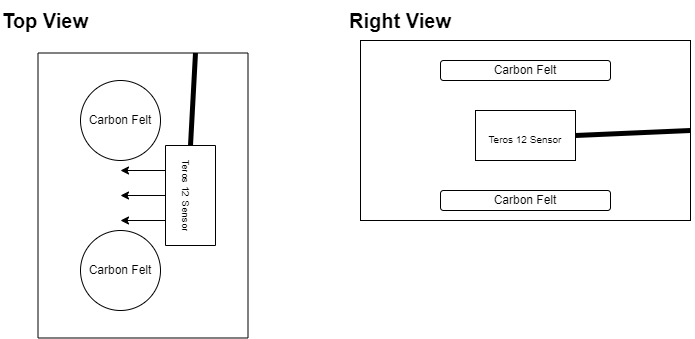 Top View
Carbon Felt
Teros 12 Sensor
Carbon Felt
Right View
Carbon Felt
Teros 12 Sensor
Carbon Felt